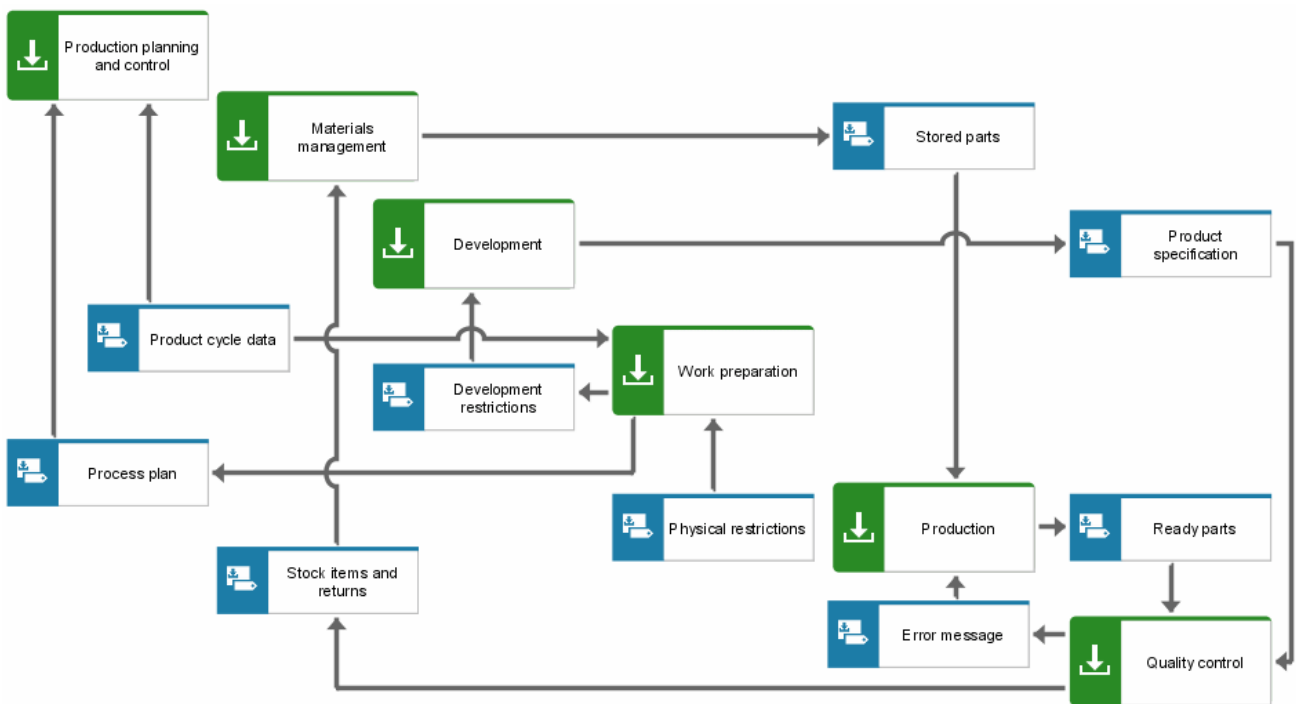 Production planning
and control
Materials
management
Stored parts
Development
Product
specification
Product cycle data
Work preparation
Development
restrictions
Process plan
Physical restrictions
Production
Ready parts
Stock items and
returns
Error message
Quality control